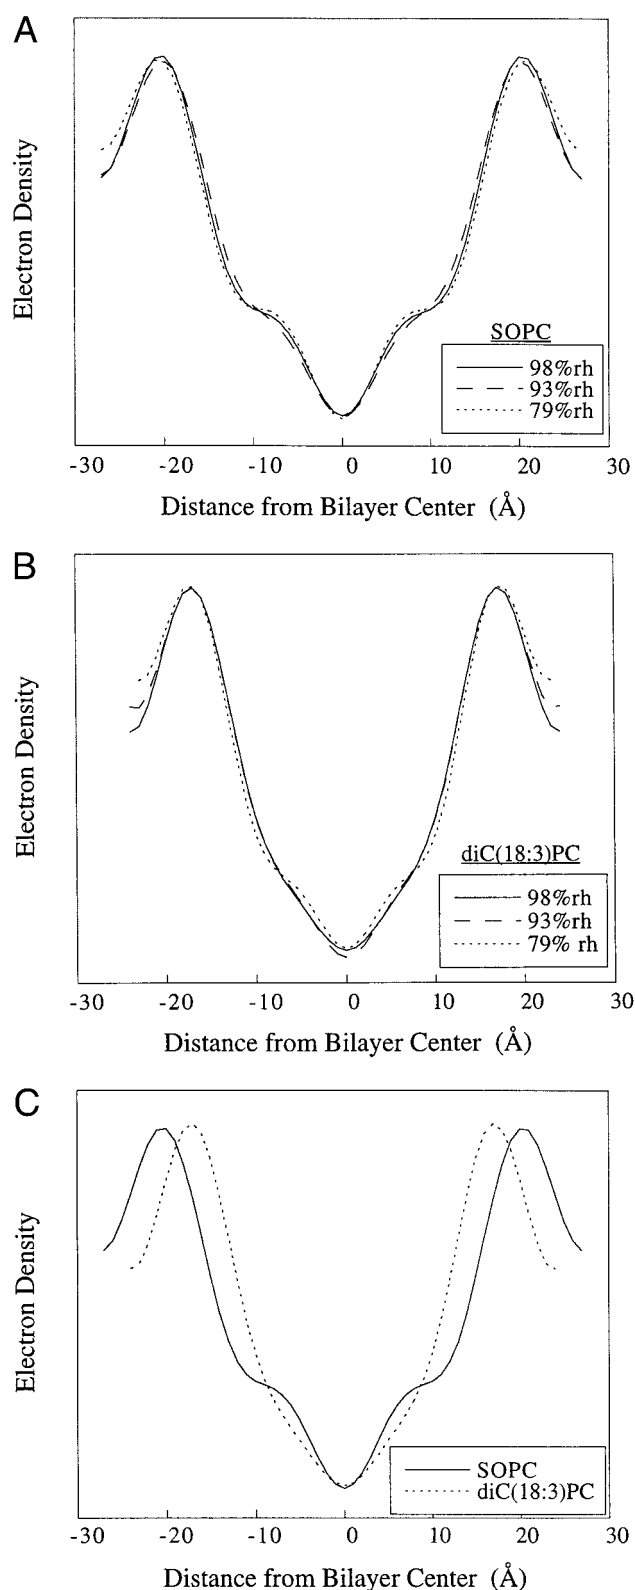 A
Electron Density
SOPC
98%rh
93%rh
79%rh
-30 -20 -10 0 10 20 30
Distance from Bilayer Center (Å)
B
Electron Density
diC(18:3)PC
98%rh
93%rh
79% rh
-30 -20 -10 0 10 20 30
Distance from Bilayer Center (Å)
C
Electron Density
SOPC
diC(18:3)PC
-30 -20 -10 0 10 20 30
Distance from Bilayer Center (Å)